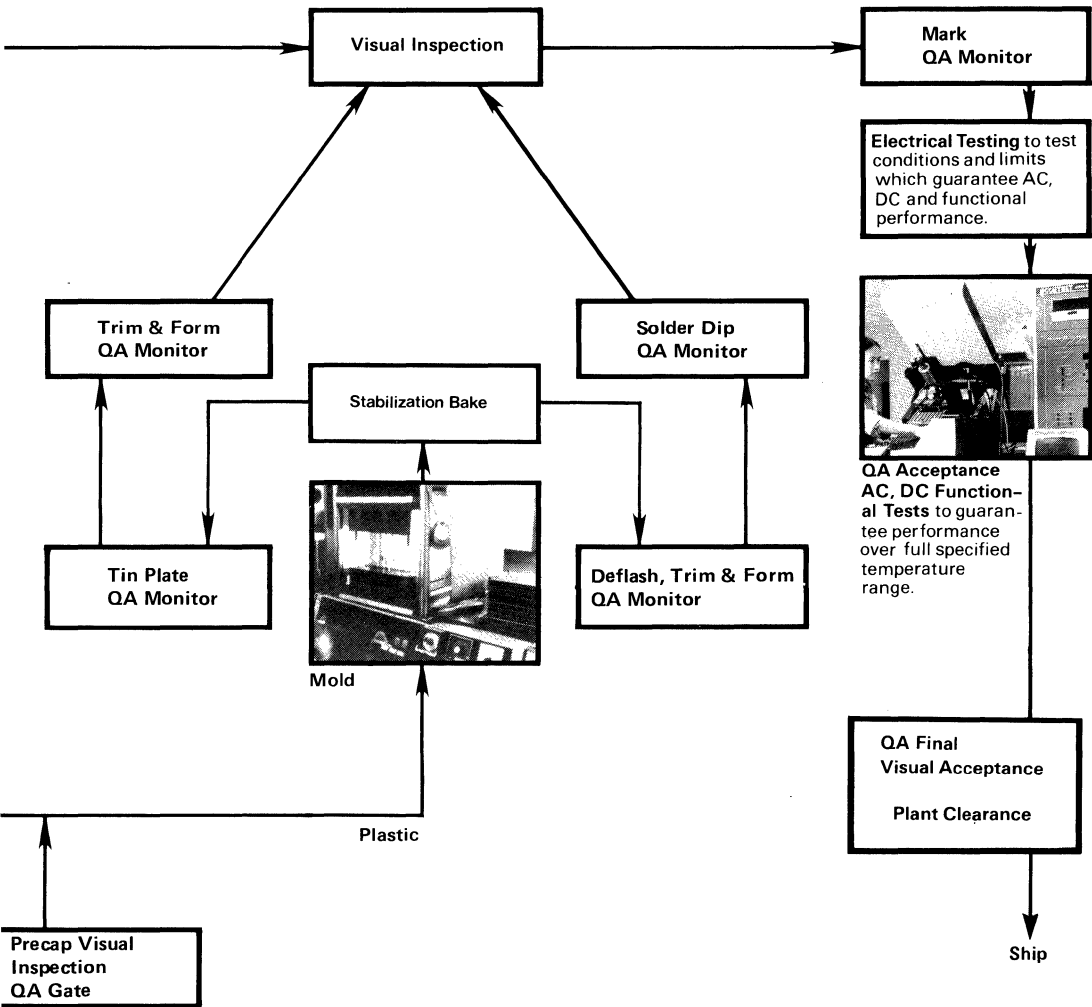 Visual Inspection
Mark
QA Monitor
Electrical Testing to test
conditions and limits
which guarantee AC,
DC and functional
performance.
Trim & Form
QA Monitor
Solder Dip
QA Monitor
Stabilization Bake
QA Acceptance
AC, DC Function-
al Tests to guaran-
tee performance
over full specified
temperature
range.
Tin Plate
QA Monitor
Deflash, Trim & Form
QA Monitor
Mold
QA Final
Visual Acceptance
Plant Clearance
Plastic
Precap Visual
Inspection
QA Gate
Ship